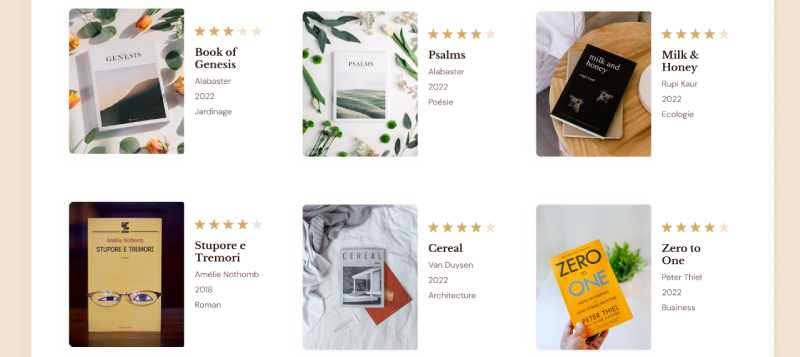 GENESIS
Book of
Genesis
Alabaster
2022
Jardinage
PSALMS
Psalms
Alabaster
2022
Poésie
milk and
honey
rupi kaur
Milk &
Honey
Rupi Kaur
2022
Ecologie
Amélie Nothomb
STUPORE E TREMORI
Stupore e
Tremori
Amélie Nothomb
2018
Roman
CEREAL
Cereal
Van Duysen
2022
Architecture
ZERO
TO
ONE
PETER THIEL
Zero to
One
Peter Thiel
2022
Business